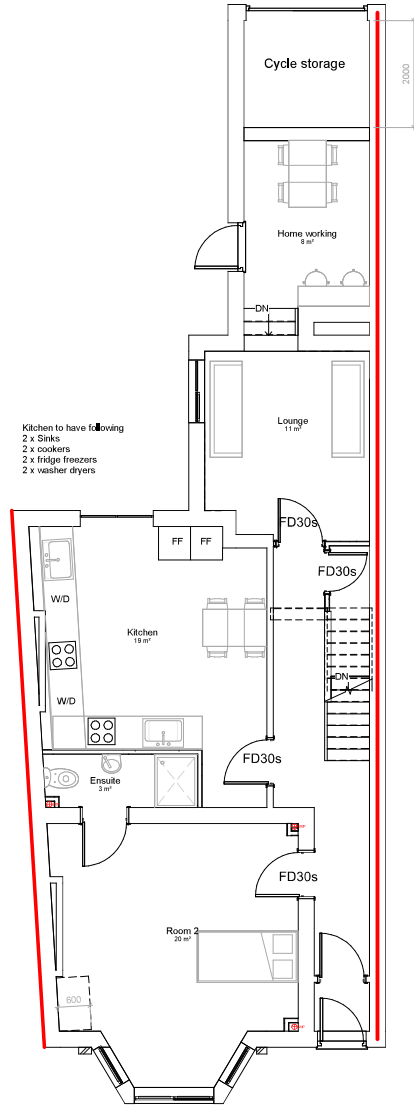 Cycle storage
2000
Home working
8 m²
DN
Lounge
11 m²
Kitchen to have following
2 x Sinks
2 x cookers
2 x fridge freezers
2 x washer dryers
FD30s
FF FF
FD30s
W/D
Kitchen
19 m²
DN
W/D
FD30s
Ensuite
3 m²
FD30s
Room 2
20 m²
600